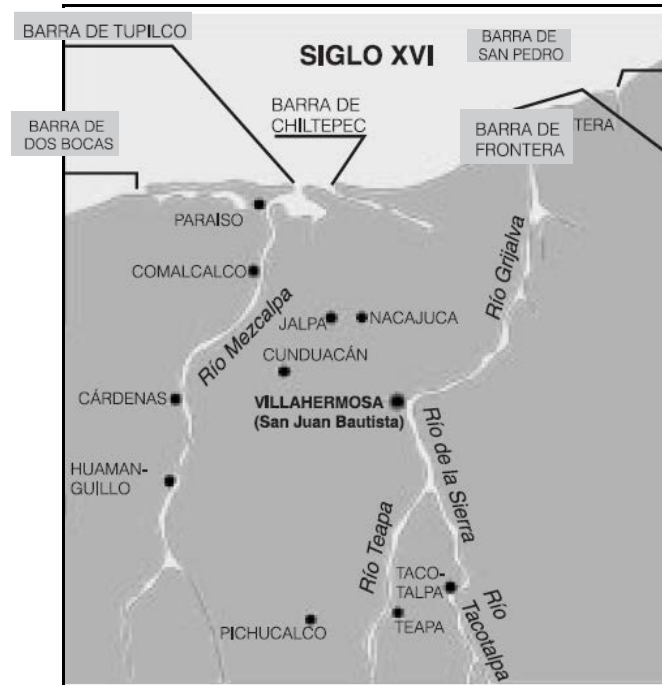 BARRA DE TUPILCO
SIGLO XVI
BARRA DE
SAN PEDRO
BARRA DE
CHILTEPEC
BARRA DE
DOS BOCAS
BARRA DE
FRONTERA
TERA
PARAISO
COMALCALCO
Río Mezcalpa
Río Grijalva
JALPA
NACAJUCA
CUNDUACÁN
CÁRDENAS
VILLAHERMOSA
(San Juan Bautista)
HUAMAN-
GUILLO
Río de la Sierra
Río Teapa
TACO-
TALPA
Río
Tacotalpa
PICHUCALCO
TEAPA